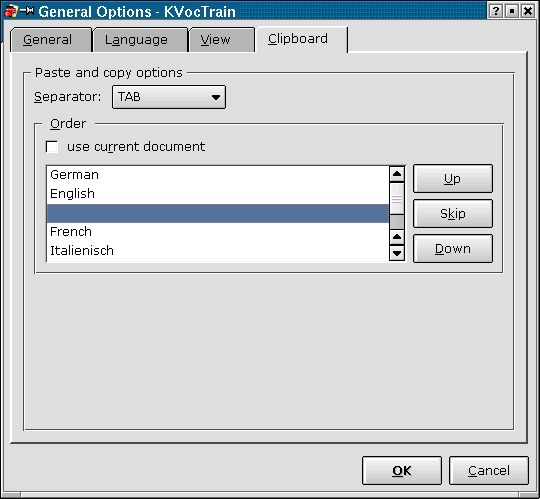 General Options - KVocTrain
General Language View Clipboard
Paste and copy options
Separator: TAB
Order
use current document
German
English
French
Italienisch
Up
Skip
Down
OK Cancel